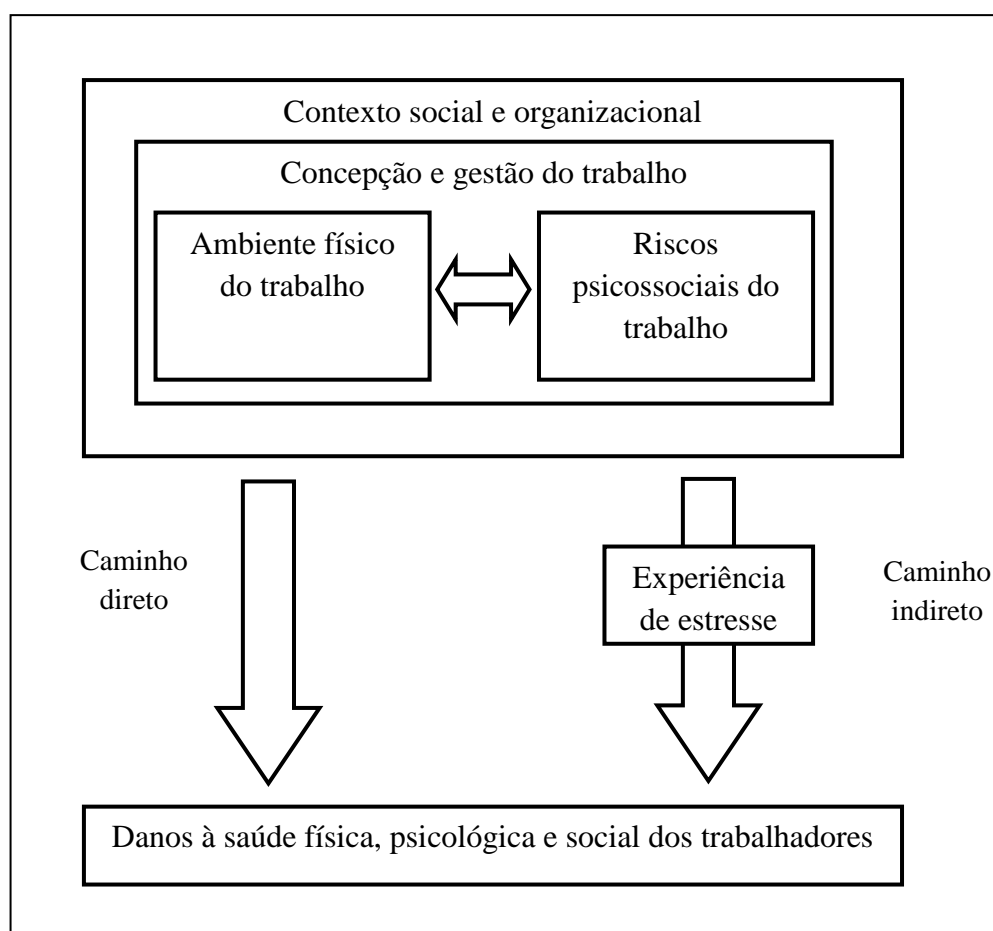 Contexto social e organizacional
Concepção e gestão do trabalho
Ambiente físico
do trabalho
Riscos
psicossociais do
trabalho
Caminho
direto
Experiência
de estresse
Caminho
indireto
Danos à saúde física, psicológica e social dos trabalhadores